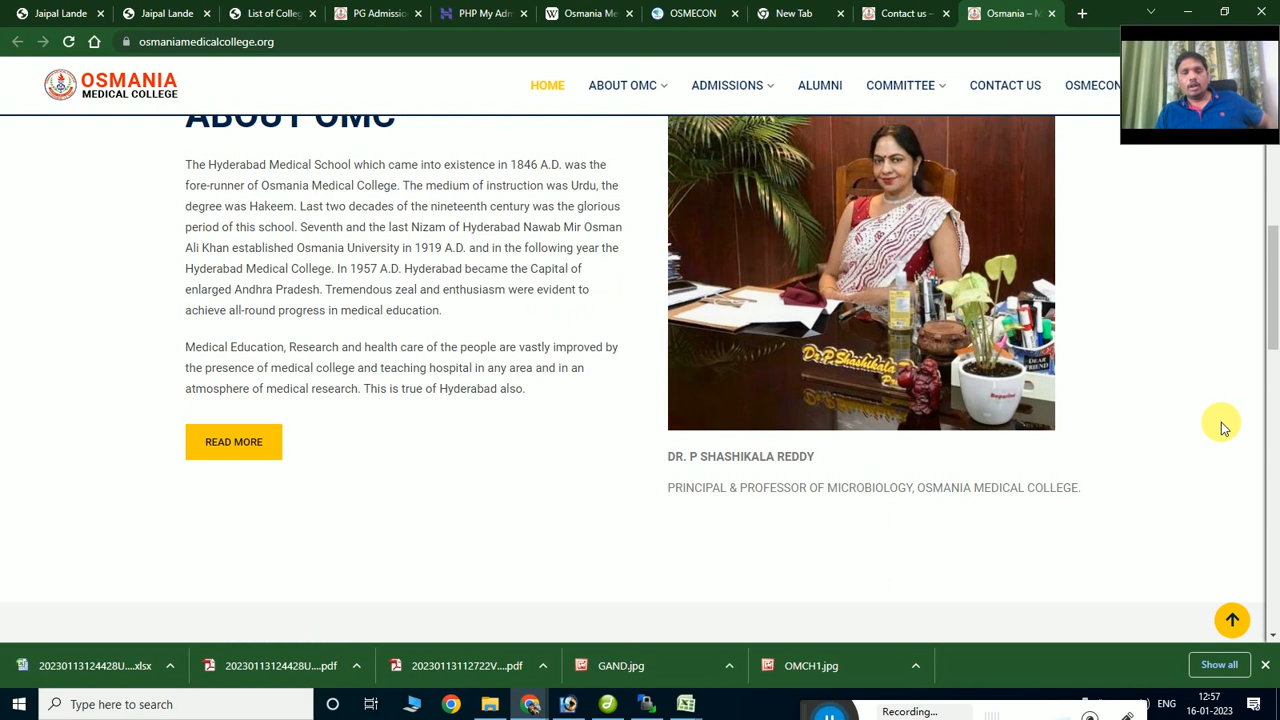 Jaipal Lande
Jaipal Lande
List of Colleg
PG Admissi
PHP My Adm
Osmania Me
OSMECON
New Tab
Contact us –
Osmania – M
osmaniamedicalcollege.org
OSMANIA
MEDICAL COLLEGE
HOME
ABOUT OMC
ADMISSIONS
ALUMNI
COMMITTEE
CONTACT US
OSMECON
ABOUT OMC
The Hyderabad Medical School which came into existence in 1846 A.D. was the
fore-runner of Osmania Medical College. The medium of instruction was Urdu, the
degree was Hakeem. Last two decades of the nineteenth century was the glorious
period of this school. Seventh and the last Nizam of Hyderabad Nawab Mir Osman
Ali Khan established Osmania University in 1919 A.D. and in the following year the
Hyderabad Medical College. In 1957 A.D. Hyderabad became the Capital of
enlarged Andhra Pradesh. Tremendous zeal and enthusiasm were evident to
achieve all-round progress in medical education.
Medical Education, Research and health care of the people are vastly improved by
the presence of medical college and teaching hospital in any area and in an
atmosphere of medical research. This is true of Hyderabad also.
READ MORE
Dr. P Shashikala
DEAR
FRIEND
DR. P SHASHIKALA REDDY
PRINCIPAL & PROFESSOR OF MICROBIOLOGY, OSMANIA MEDICAL COLLEGE.
20230113124428U....xlsx
20230113124428U....pdf
20230113112722V....pdf
GAND.jpg
OMCH1.jpg
Show all
Type here to search
Recording...
ENG
12:57
16-01-2023